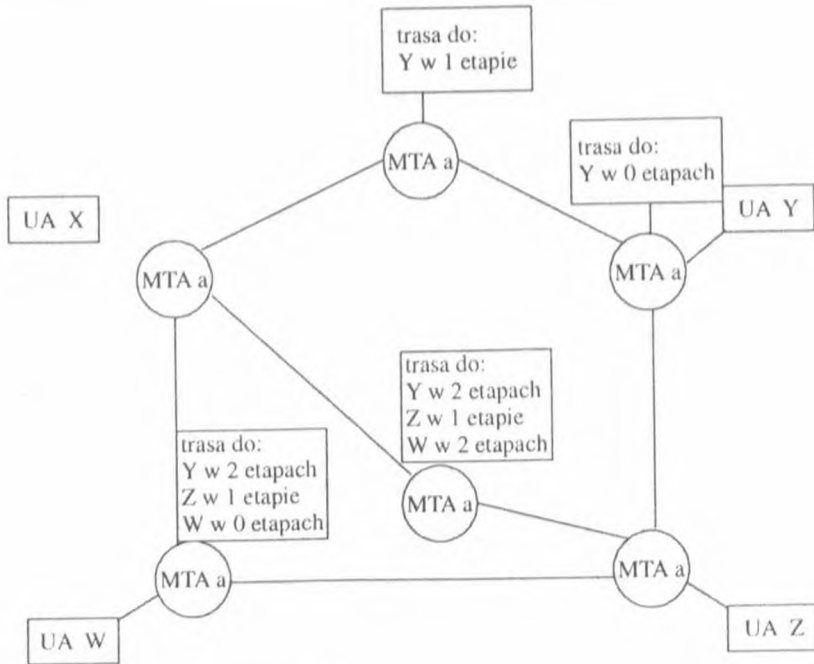 trasa do:
Y w 1 etapie
MTA a
trasa do:
Y w 0 etapach
UA X
UA Y
MTA a
MTA a
trasa do:
Y w 2 etapach
Z w 1 etapie
W w 2 etapach
trasa do:
Y w 2 etapach
Z w 1 etapie
W w 0 etapach
MTA a
MTA a
MTA a
UA W
UA Z